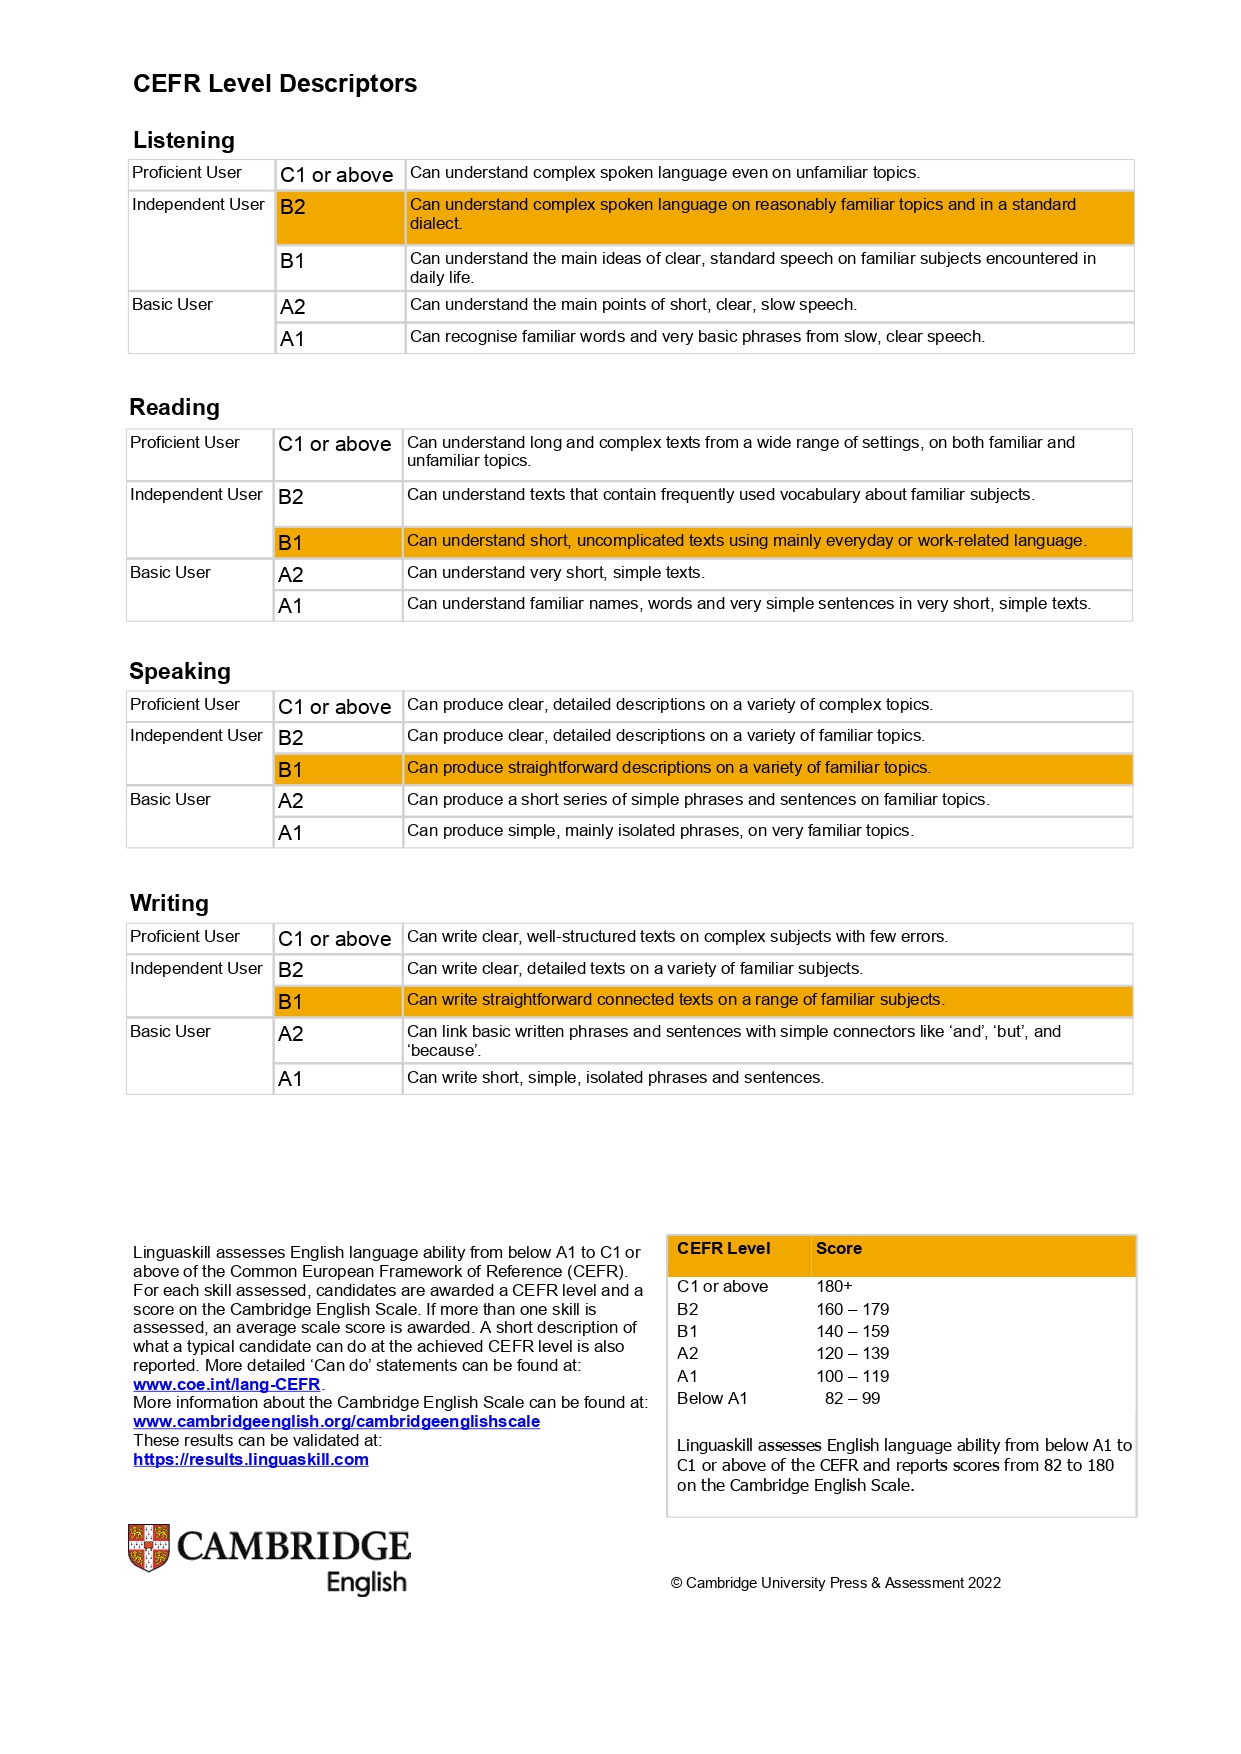 CEFR Level Descriptors
Listening
Proficient User C1 or above Can understand complex spoken language even on unfamiliar topics.
Independent User B2 Can understand complex spoken language on reasonably familiar topics and in a standard
dialect.
B1 Can understand the main ideas of clear, standard speech on familiar subjects encountered in
daily life.
Basic User A2 Can understand the main points of short, clear, slow speech.
A1 Can recognise familiar words and very basic phrases from slow, clear speech.
Reading
Proficient User C1 or above Can understand long and complex texts from a wide range of settings, on both familiar and
unfamiliar topics.
Independent User B2 Can understand texts that contain frequently used vocabulary about familiar subjects.
B1 Can understand short, uncomplicated texts using mainly everyday or work-related language.
Basic User A2 Can understand very short, simple texts.
A1 Can understand familiar names, words and very simple sentences in very short, simple texts.
Speaking
Proficient User C1 or above Can produce clear, detailed descriptions on a variety of complex topics.
Independent User B2 Can produce clear, detailed descriptions on a variety of familiar topics.
B1 Can produce straightforward descriptions on a variety of familiar topics.
Basic User A2 Can produce a short series of simple phrases and sentences on familiar topics.
A1 Can produce simple, mainly isolated phrases, on very familiar topics.
Writing
Proficient User C1 or above Can write clear, well-structured texts on complex subjects with few errors.
Independent User B2 Can write clear, detailed texts on a variety of familiar subjects.
B1 Can write straightforward connected texts on a range of familiar subjects.
Basic User A2 Can link basic written phrases and sentences with simple connectors like ‘and’, ‘but’, and
‘because’.
A1 Can write short, simple, isolated phrases and sentences.
Linguaskill assesses English language ability from below A1 to C1 or
above of the Common European Framework of Reference (CEFR).
For each skill assessed, candidates are awarded a CEFR level and a
score on the Cambridge English Scale. If more than one skill is
assessed, an average scale score is awarded. A short description of
what a typical candidate can do at the achieved CEFR level is also
reported. More detailed ‘Can do’ statements can be found at:
www.coe.int/lang-CEFR.
More information about the Cambridge English Scale can be found at:
www.cambridgeenglish.org/cambridgeenglishscale
These results can be validated at:
https://results.linguaskill.com
CEFR Level Score
C1 or above 180+
B2 160 – 179
B1 140 – 159
A2 120 – 139
A1 100 – 119
Below A1 82 – 99
Linguaskill assesses English language ability from below A1 to
C1 or above of the CEFR and reports scores from 82 to 180
on the Cambridge English Scale.
CAMBRIDGE
English
© Cambridge University Press & Assessment 2022